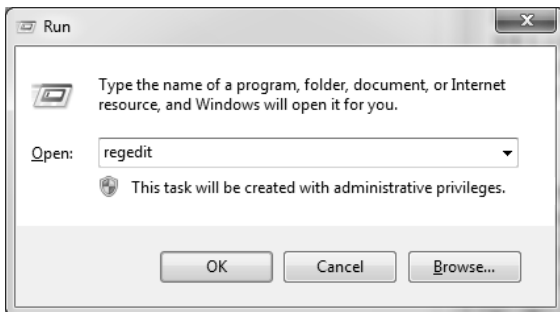 Run
x
Type the name of a program, folder, document, or Internet
resource, and Windows will open it for you.
Open: regedit
This task will be created with administrative privileges.
OK Cancel Browse...